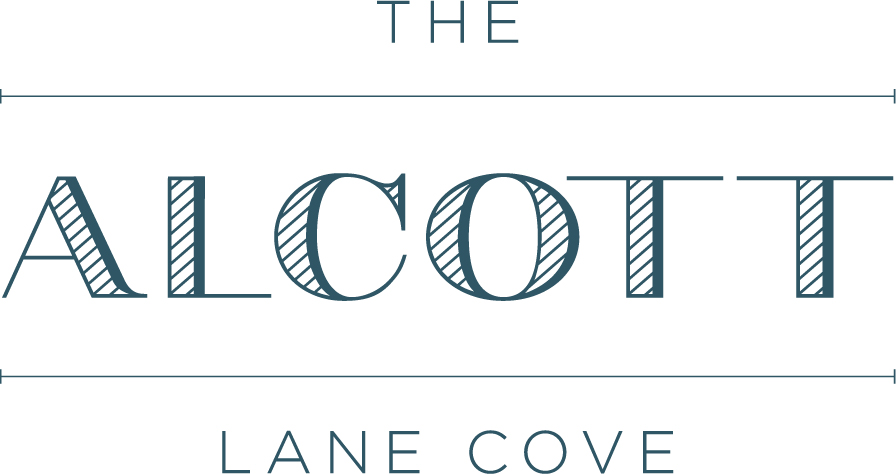 THE
ALCOTT
LANE COVE